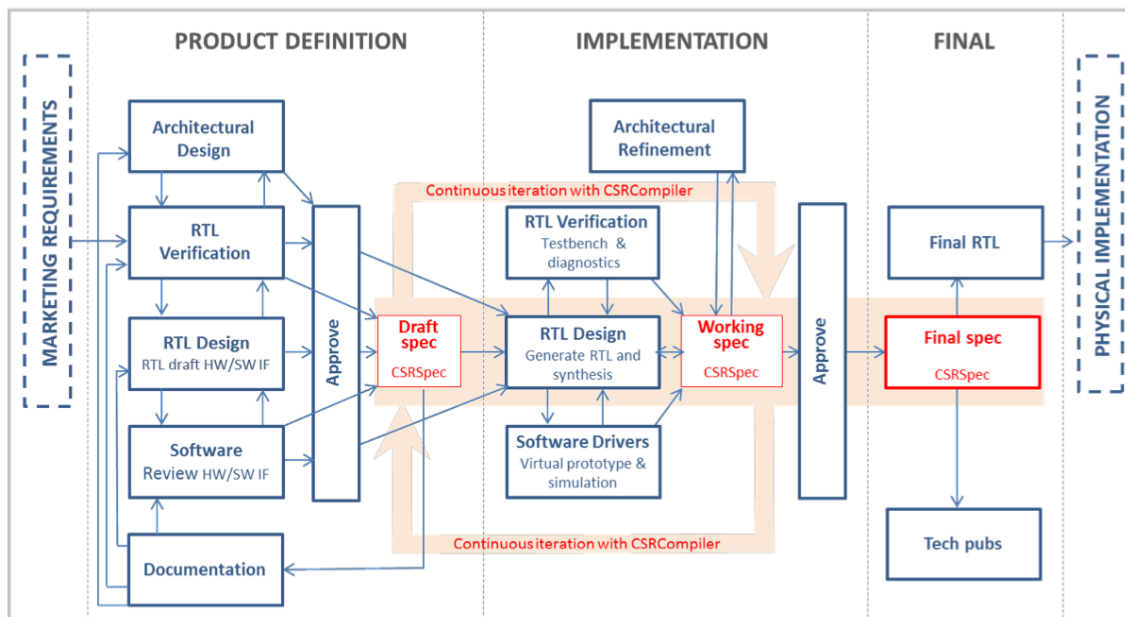 PRODUCT DEFINITION
IMPLEMENTATION
FINAL
MARKETING REQUIREMENTS
Architectural
Design
RTL
Verification
RTL Design
RTL draft HW/SW IF
Software
Review HW/SW IF
Documentation
Approve
Draft
spec
CSRSpec
Continuous iteration with CSRCompiler
Architectural
Refinement
RTL Verification
Testbench &
diagnostics
RTL Design
Generate RTL and
synthesis
Software Drivers
Virtual prototype &
simulation
Working
spec
CSRSpec
Continuous iteration with CSRCompiler
Approve
Final RTL
Final spec
CSRSpec
Tech pubs
PHYSICAL IMPLEMENTATION